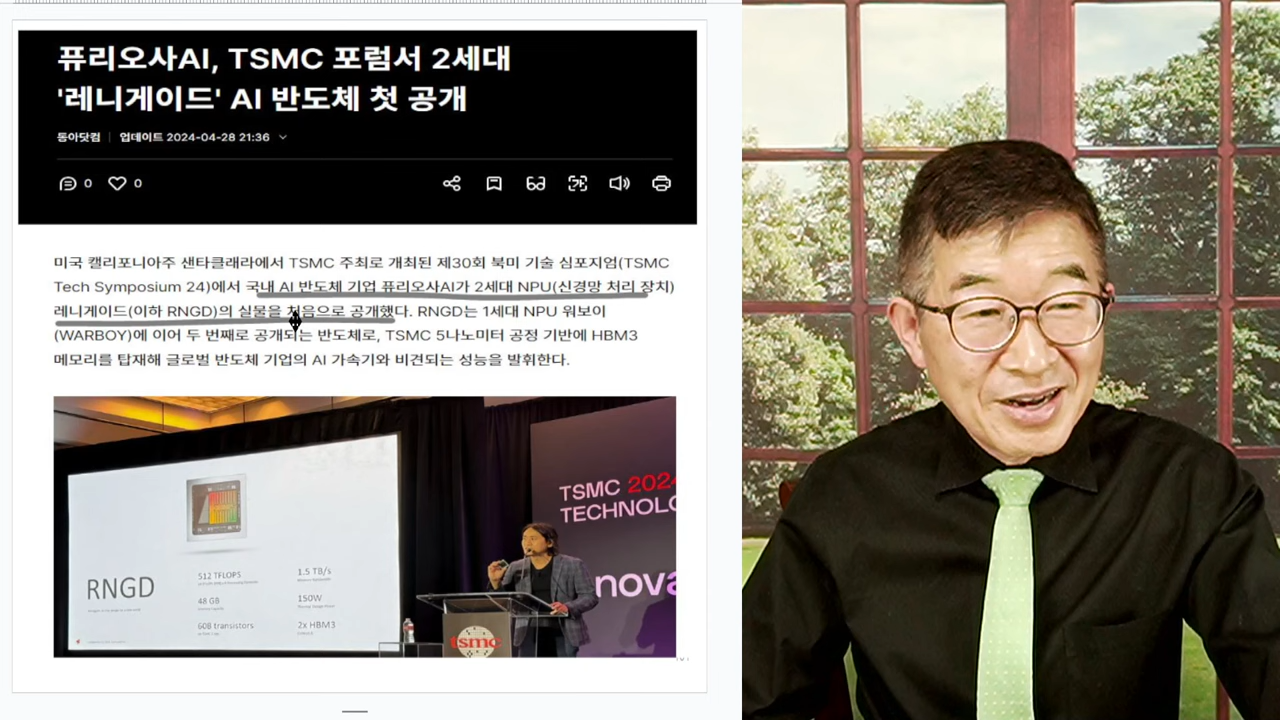 퓨리오사AI, TSMC 포럼서 2세대
'레니게이드' AI 반도체 첫 공개
동아닷컴 | 업데이트 2024-04-28 21:36
0 0
미국 캘리포니아주 샌타클래라에서 TSMC 주최로 개최된 제30회 북미 기술 심포지엄(TSMC
Tech Symposium 24)에서 국내 AI 반도체 기업 퓨리오사AI가 2세대 NPU(신경망 처리 장치)
레니게이드(이하 RNGD)의 실물을 처음으로 공개했다. RNGD는 1세대 NPU 워보이
(WARBOY)에 이어 두 번째로 공개되는 반도체로, TSMC 5나노미터 공정 기반에 HBM3
메모리를 탑재해 글로벌 반도체 기업의 AI 가속기와 비견되는 성능을 발휘한다.
RNGD
512 TFLOPS
48 GB
60B transistors
1.5 TB/s
150W
2x HBM3
TSMC 2024
TECHNOLO
nova
tsmc